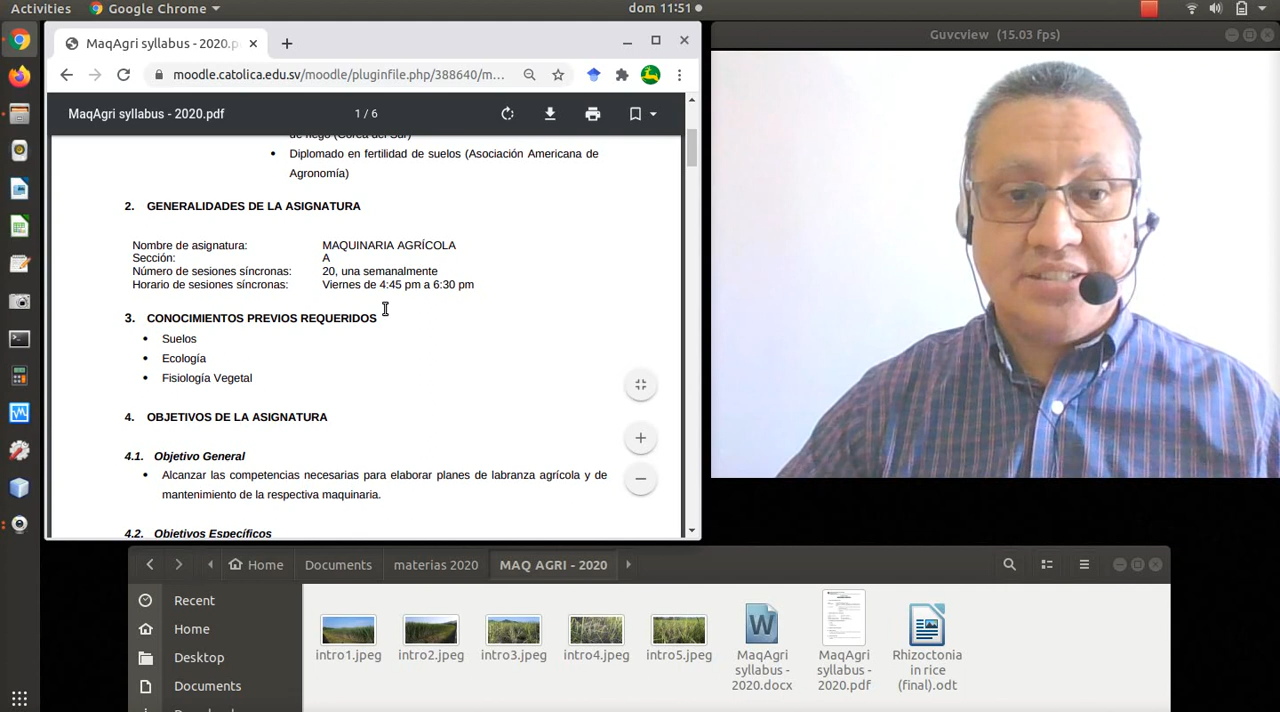 Activities Google Chrome dom 11:51
Guvcview (15.03 fps)
MaqAgri syllabus - 2020.p
moodle.catolica.edu.sv/moodle/pluginfile.php/388640/m...
MaqAgri syllabus - 2020.pdf 1 / 6
de riego (Corea del Sur)
• Diplomado en fertilidad de suelos (Asociación Americana de
Agronomía)
2. GENERALIDADES DE LA ASIGNATURA
Nombre de asignatura: MAQUINARIA AGRÍCOLA
Sección: A
Número de sesiones síncronas: 20, una semanalmente
Horario de sesiones síncronas: Viernes de 4:45 pm a 6:30 pm
3. CONOCIMIENTOS PREVIOS REQUERIDOS
• Suelos
• Ecología
• Fisiología Vegetal
4. OBJETIVOS DE LA ASIGNATURA
4.1. Objetivo General
• Alcanzar las competencias necesarias para elaborar planes de labranza agrícola y de
mantenimiento de la respectiva maquinaria.
4.2. Objetivos Específicos
Home Documents materias 2020 MAQ AGRI - 2020
Recent
Home
Desktop
Documents
intro1.jpeg intro2.jpeg intro3.jpeg intro4.jpeg intro5.jpeg
MaqAgri
syllabus -
2020.docx
MaqAgri
syllabus -
2020.pdf
Rhizoctonia
in rice
(final).odt